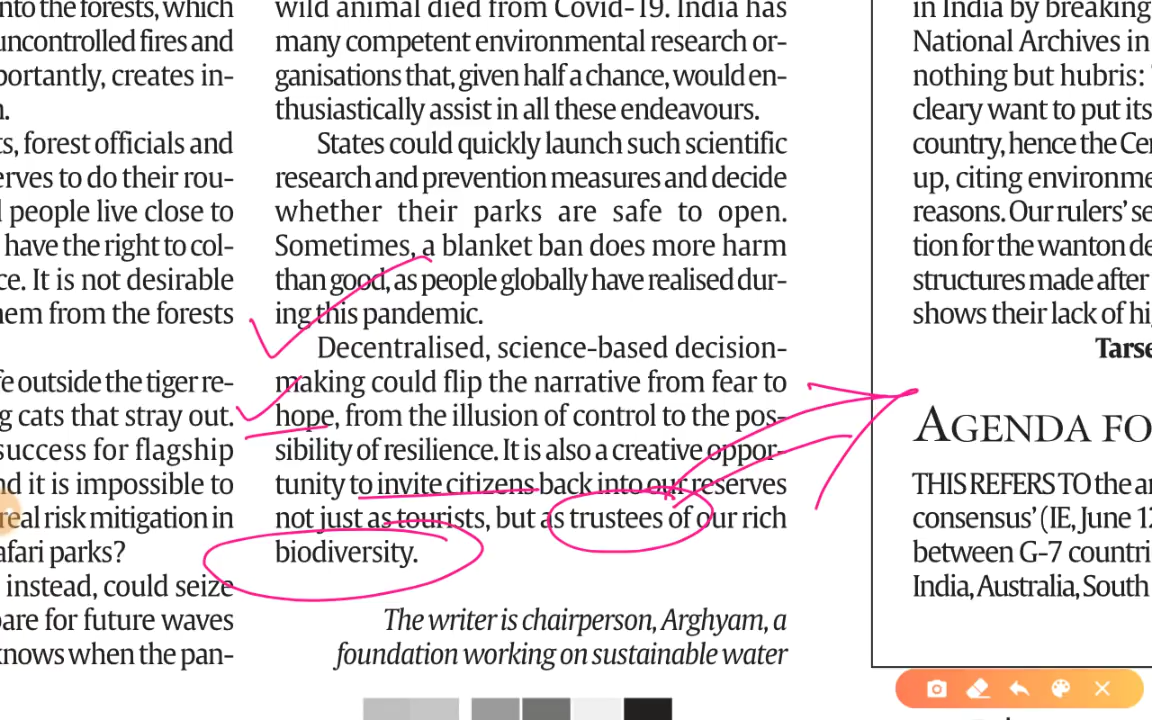 nto the forests, which
uncontrolled fires and
portantly, creates in-
n.
ts, forest officials and
erves to do their rou-
l people live close to
have the right to col-
ce. It is not desirable
hem from the forests
fe outside the tiger re-
g cats that stray out.
success for flagship
nd it is impossible to
real risk mitigation in
afari parks?
instead, could seize
pare for future waves
knows when the pan-
wild animal died from Covid-19. India has
many competent environmental research or-
ganisations that, given half a chance, would en-
thusiastically assist in all these endeavours.
States could quickly launch such scientific
research and prevention measures and decide
whether their parks are safe to open.
Sometimes, a blanket ban does more harm
than good, as people globally have realised dur-
ing this pandemic.
Decentralised, science-based decision-
making could flip the narrative from fear to
hope, from the illusion of control to the pos-
sibility of resilience. It is also a creative oppor-
tunity to invite citizens back into our reserves
not just as tourists, but as trustees of our rich
biodiversity.
The writer is chairperson, Arghyam, a
foundation working on sustainable water
in India by breaking
National Archives in
nothing but hubris:
cleary want to put its
country, hence the Ce
up, citing environme
reasons. Our rulers' se
tion for the wanton de
structures made after
shows their lack of hi
Tarse
AGENDA FO
THIS REFERS TO the ar
consensus' (IE, June 12
between G-7 countri
India, Australia, South